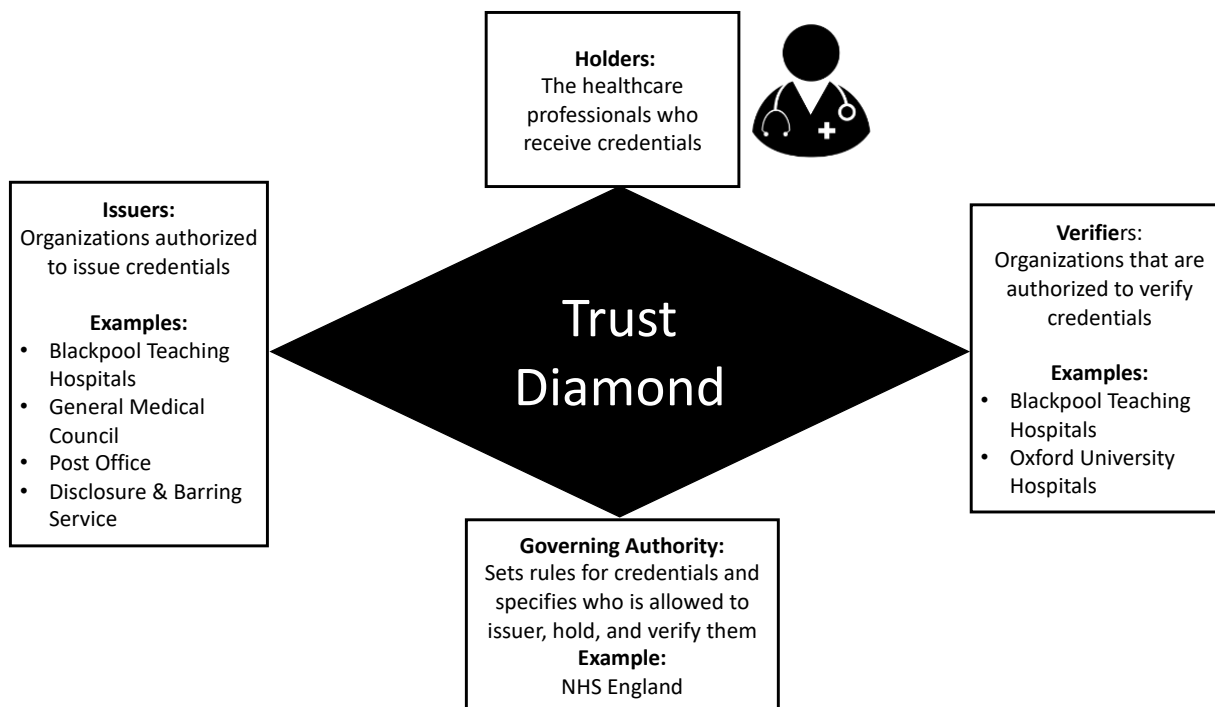 Holders:
The healthcare
professionals who
receive credentials
Issuers:
Organizations authorized
to issue credentials
Examples:
• Blackpool Teaching
Hospitals
• General Medical
Council
• Post Office
• Disclosure & Barring
Service
Trust
Diamond
Verifiers:
Organizations that are
authorized to verify
credentials
Examples:
• Blackpool Teaching
Hospitals
• Oxford University
Hospitals
Governing Authority:
Sets rules for credentials and
specifies who is allowed to
issuer, hold, and verify them
Example:
NHS England